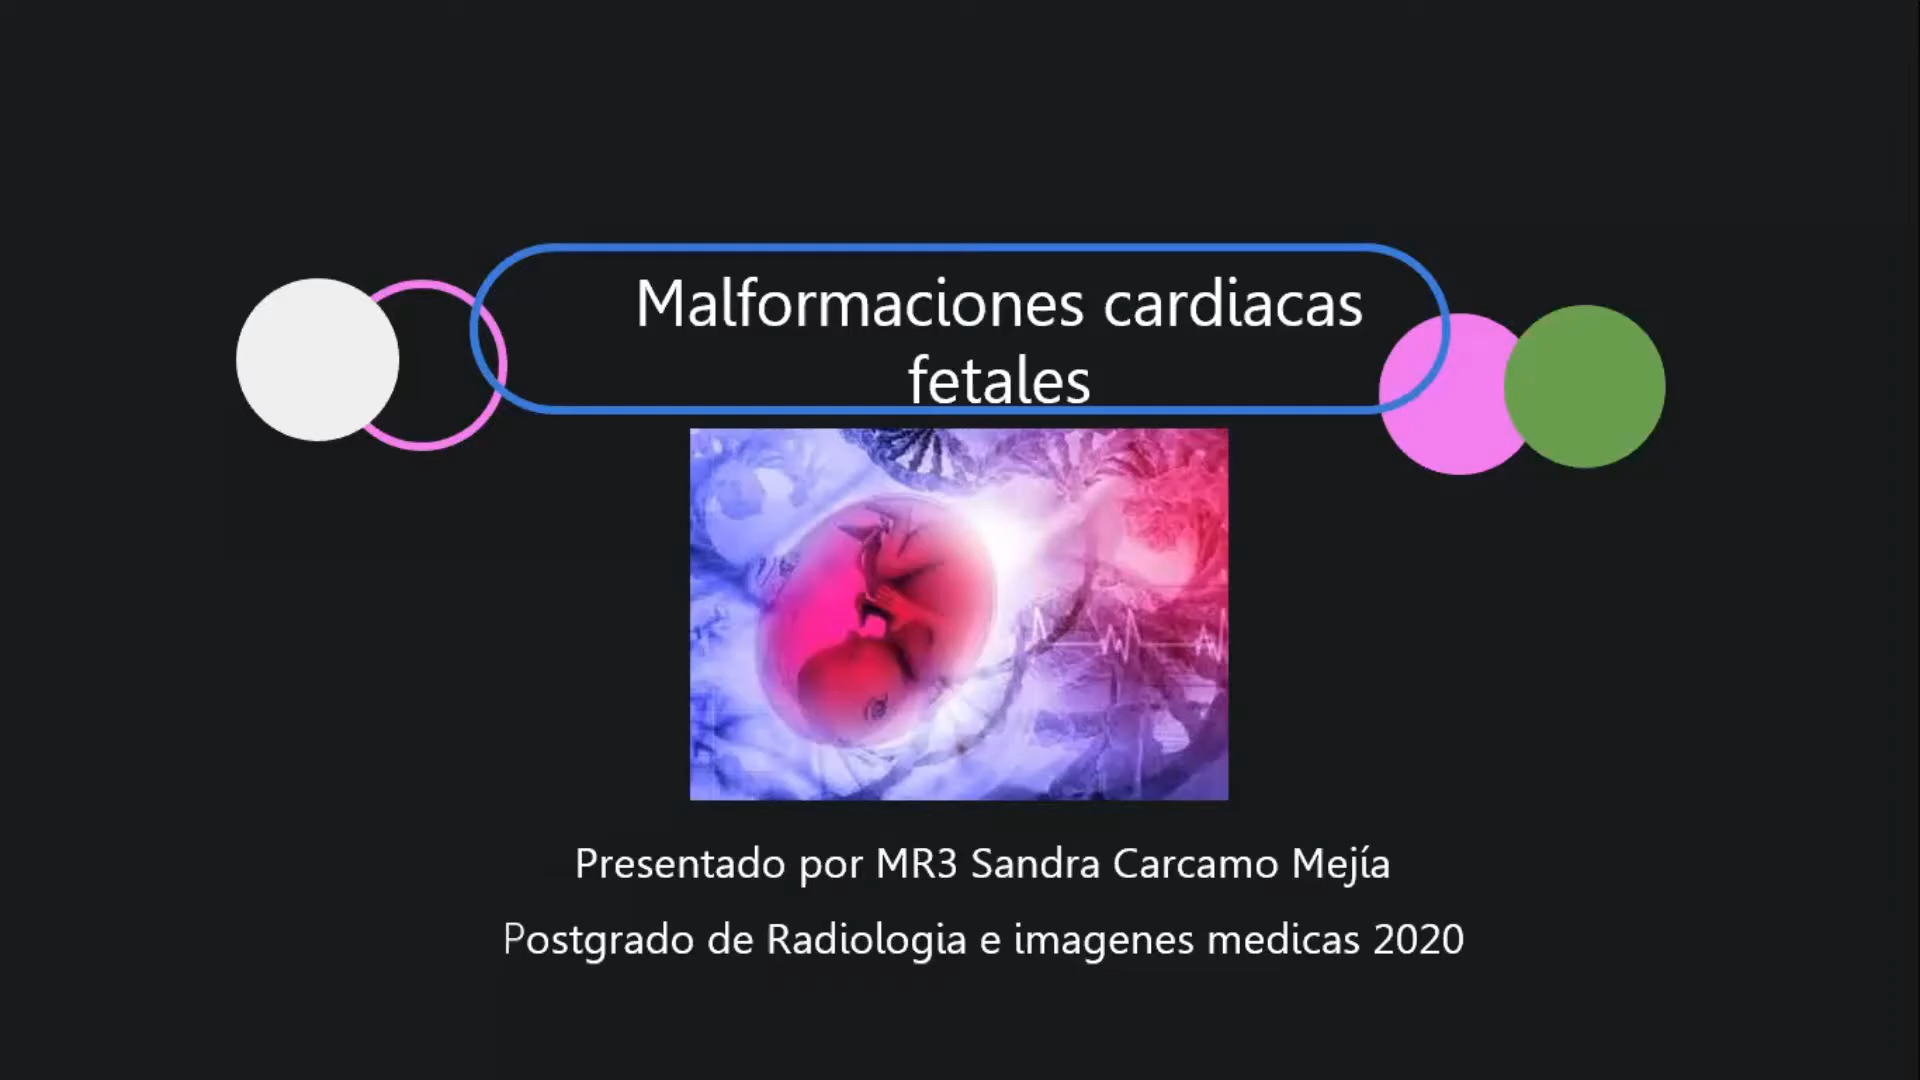 Malformaciones cardiacas
fetales
Presentado por MR3 Sandra Carcamo Mejía
Postgrado de Radiologia e imagenes medicas 2020